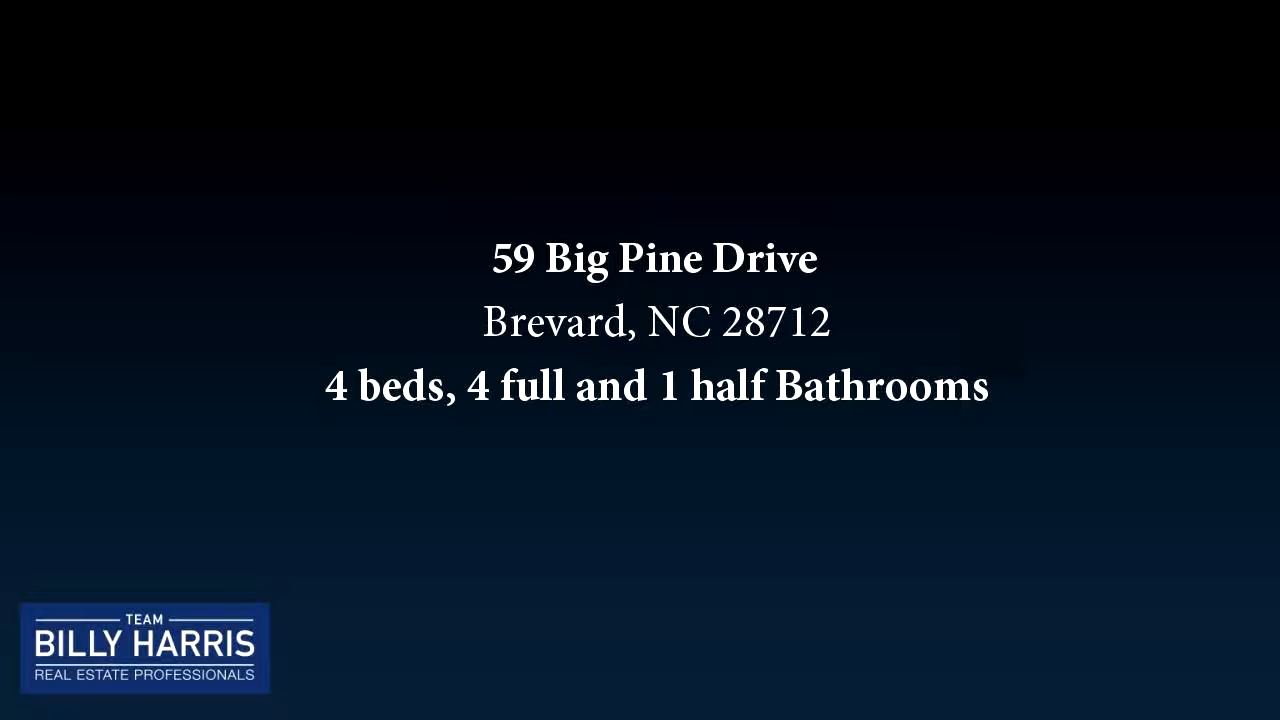 59 Big Pine Drive
Brevard, NC 28712
4 beds, 4 full and 1 half Bathrooms
TEAM
BILLY HARRIS
REAL ESTATE PROFESSIONALS